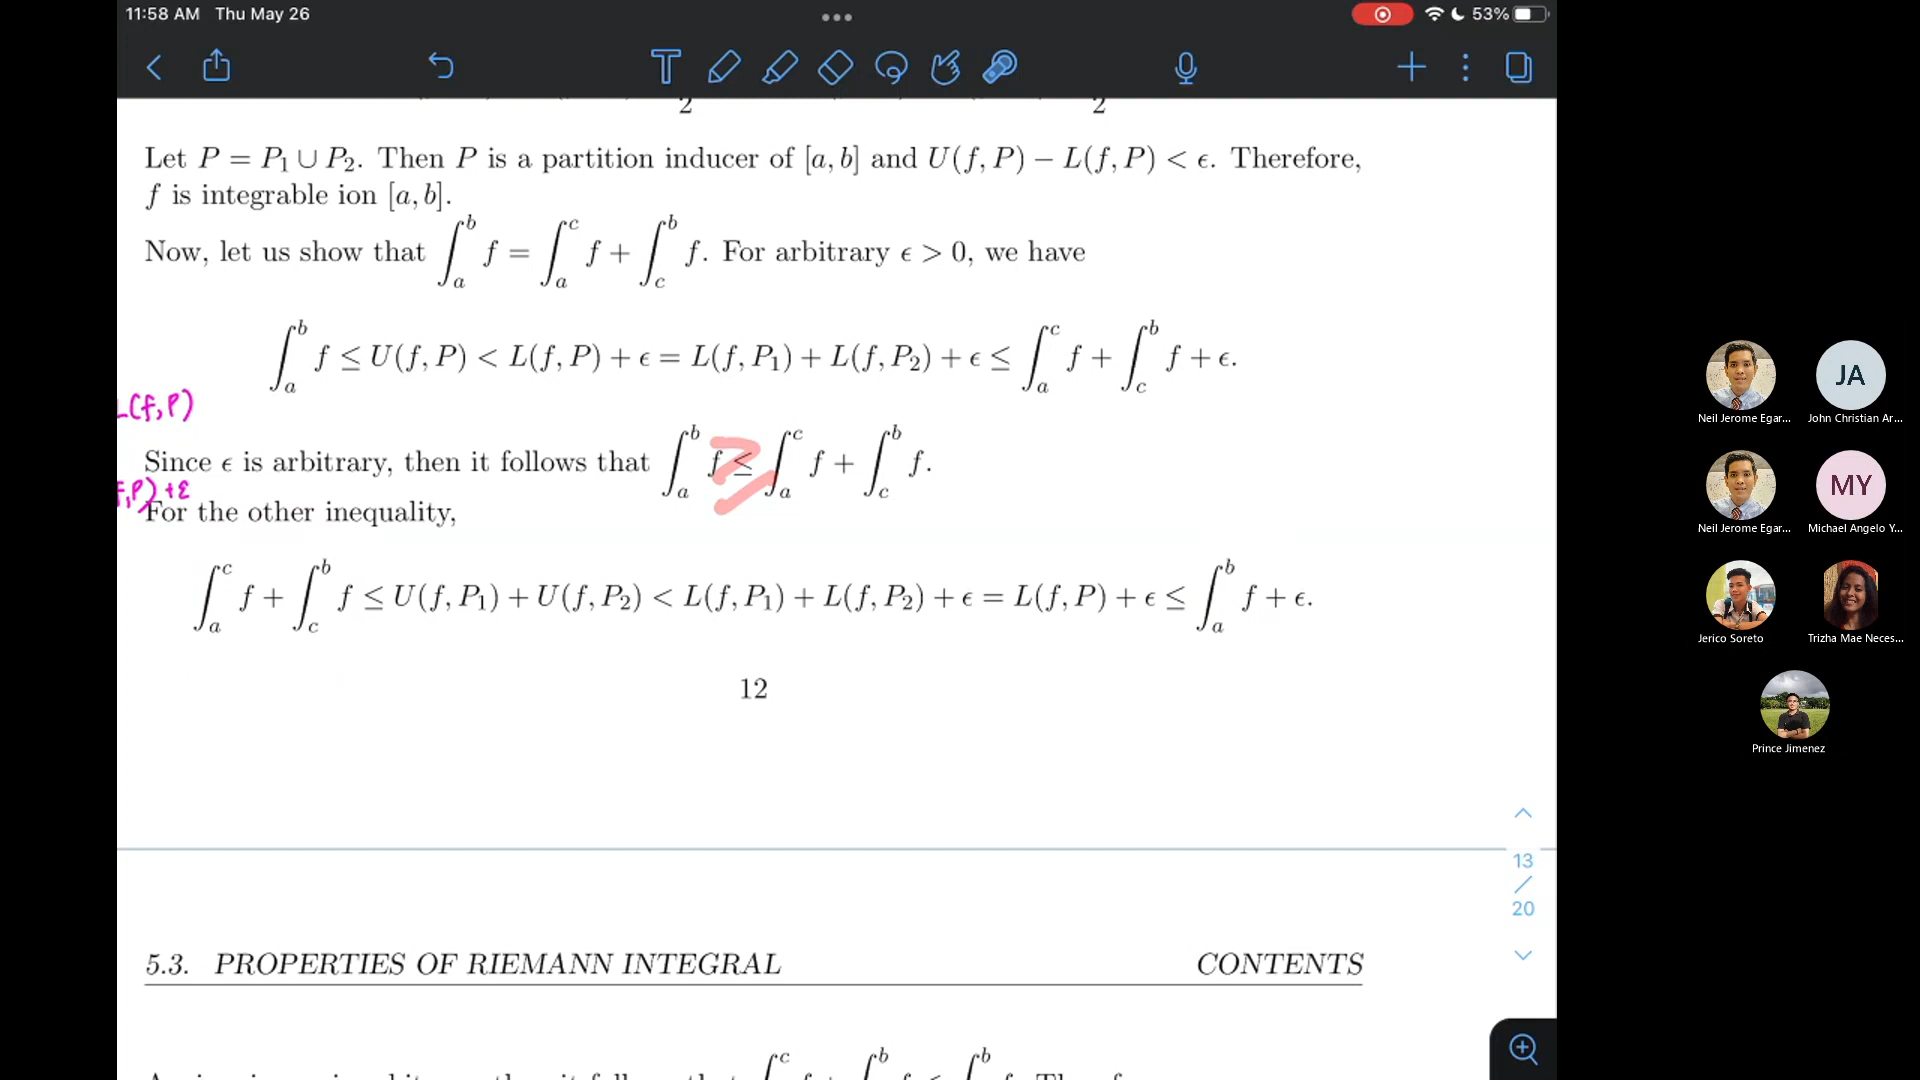 11:58 AM Thu May 26
53%
2 2
Let P = P₁ ∪ P₂. Then P is a partition inducer of [a, b] and U(f, P) − L(f, P) < ϵ. Therefore,
f is integrable ion [a, b].
Now, let us show that ∫_a^b f = ∫_a^c f + ∫_c^b f. For arbitrary ϵ > 0, we have
∫_a^b f ≤ U(f, P) < L(f, P) + ϵ = L(f, P₁) + L(f, P₂) + ϵ ≤ ∫_a^c f + ∫_c^b f + ϵ.
L(f,P)
Since ϵ is arbitrary, then it follows that ∫_a^b f ≤ ∫_a^c f + ∫_c^b f.
f,P) + ε
For the other inequality,
∫_a^c f + ∫_c^b f ≤ U(f, P₁) + U(f, P₂) < L(f, P₁) + L(f, P₂) + ϵ = L(f, P) + ϵ ≤ ∫_a^b f + ϵ.
12
13
/
20
5.3. PROPERTIES OF RIEMANN INTEGRAL CONTENTS
Neil Jerome Egar...
JA
John Christian Ar...
Neil Jerome Egar...
MY
Michael Angelo Y...
Jerico Soreto
Trizha Mae Neces...
Prince Jimenez